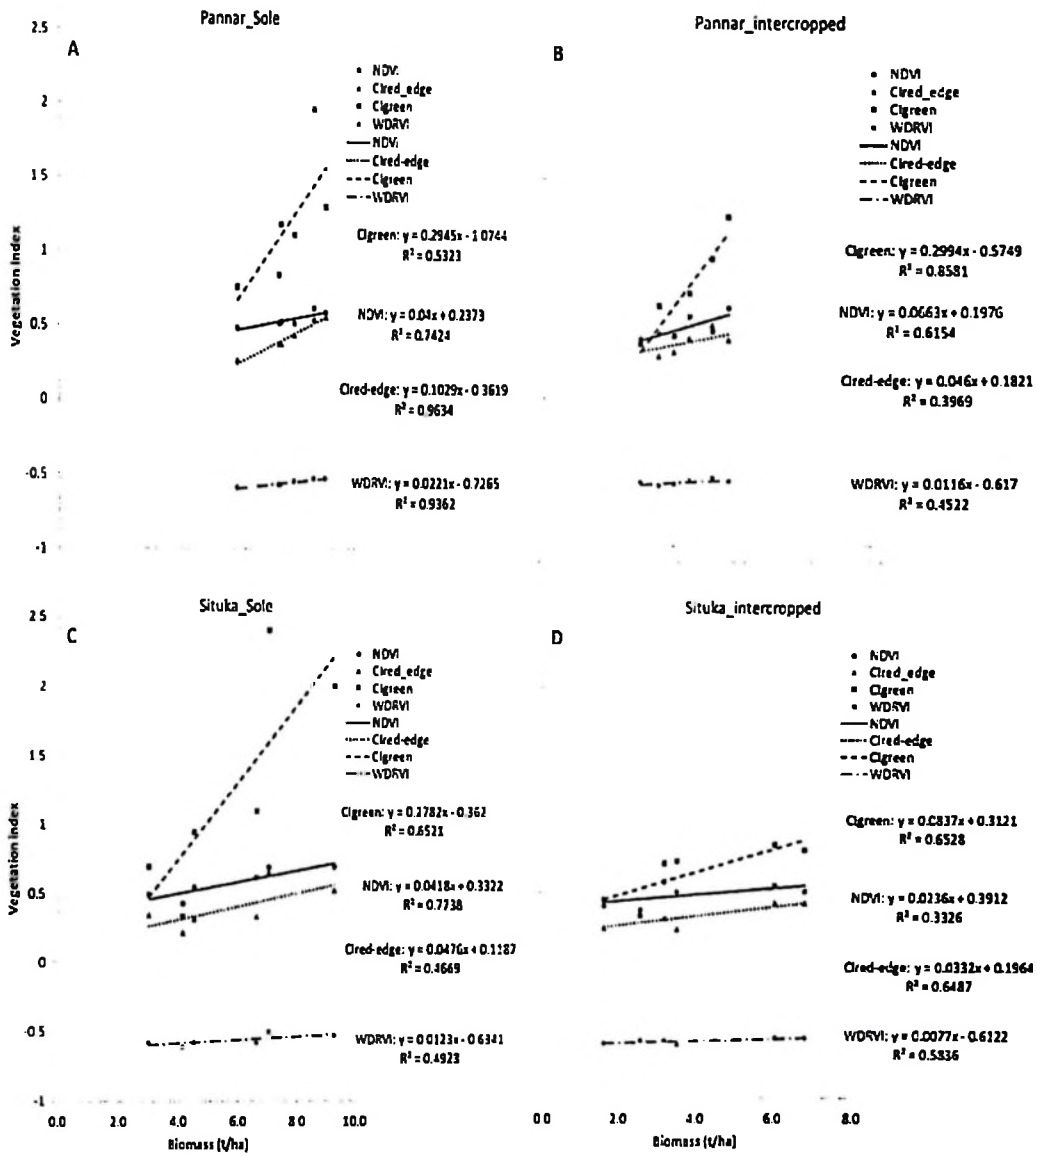 Pannar_Sole
A
2.5
2
1.5
1
0.5
0
-0.5
-1
Vegetation index
NDVI
CIred_edge
CIgreen
WDRVI
NDVI
CIred-edge
CIgreen
WDRVI
CIgreen: y = 0.2945x - 1.0744
R² = 0.5323
NDVI: y = 0.04x + 0.2373
R² = 0.7424
CIred-edge: y = 0.1029x - 0.3619
R² = 0.9634
WDRVI: y = 0.0221x - 0.7265
R² = 0.9362
Pannar_intercropped
B
NDVI
CIred_edge
CIgreen
WDRVI
NDVI
CIred-edge
CIgreen
WDRVI
CIgreen: y = 0.2994x - 0.5749
R² = 0.8581
NDVI: y = 0.0663x + 0.1976
R² = 0.6154
CIred-edge: y = 0.046x + 0.1821
R² = 0.3969
WDRVI: y = 0.0116x - 0.617
R² = 0.4522
Situka_Sole
C
2.5
2
1.5
1
0.5
0
-0.5
-1
Vegetation index
NDVI
CIred_edge
CIgreen
WDRVI
NDVI
CIred-edge
CIgreen
WDRVI
CIgreen: y = 0.2782x - 0.362
R² = 0.6521
NDVI: y = 0.0418x + 0.3322
R² = 0.7738
CIred-edge: y = 0.0476x + 0.1187
R² = 0.4669
WDRVI: y = 0.0123x - 0.6341
R² = 0.4923
0.0 2.0 4.0 6.0 8.0 10.0
Biomass (t/ha)
Situka_intercropped
D
NDVI
CIred_edge
CIgreen
WDRVI
NDVI
CIred-edge
CIgreen
WDRVI
CIgreen: y = 0.0837x + 0.3121
R² = 0.6528
NDVI: y = 0.0236x + 0.3912
R² = 0.3326
CIred-edge: y = 0.0332x + 0.1964
R² = 0.6487
WDRVI: y = 0.0077x - 0.6122
R² = 0.5836
0.0 2.0 4.0 6.0 8.0
Biomass (t/ha)